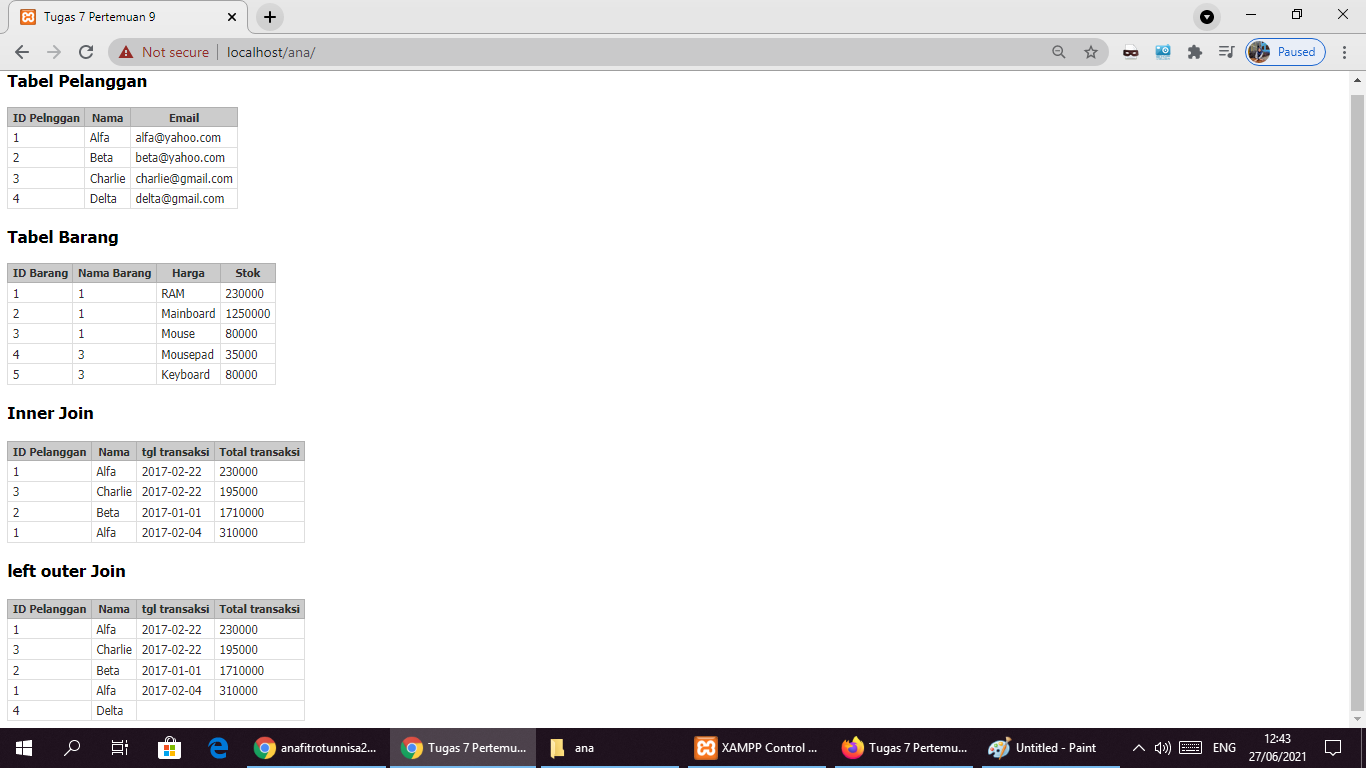 Tugas 7 Pertemuan 9
Not secure localhost/ana/ Paused
Tabel Pelanggan
ID Pelnggan Nama Email
1 Alfa alfa@yahoo.com
2 Beta beta@yahoo.com
3 Charlie charlie@gmail.com
4 Delta delta@gmail.com
Tabel Barang
ID Barang Nama Barang Harga Stok
1 1 RAM 230000
2 1 Mainboard 1250000
3 1 Mouse 80000
4 3 Mousepad 35000
5 3 Keyboard 80000
Inner Join
ID Pelanggan Nama tgl transaksi Total transaksi
1 Alfa 2017-02-22 230000
3 Charlie 2017-02-22 195000
2 Beta 2017-01-01 1710000
1 Alfa 2017-02-04 310000
left outer Join
ID Pelanggan Nama tgl transaksi Total transaksi
1 Alfa 2017-02-22 230000
3 Charlie 2017-02-22 195000
2 Beta 2017-01-01 1710000
1 Alfa 2017-02-04 310000
4 Delta
anafitrotunnisa2... Tugas 7 Pertemu... ana XAMPP Control ... Tugas 7 Pertemu... Untitled - Paint ENG 12:43
27/06/2021